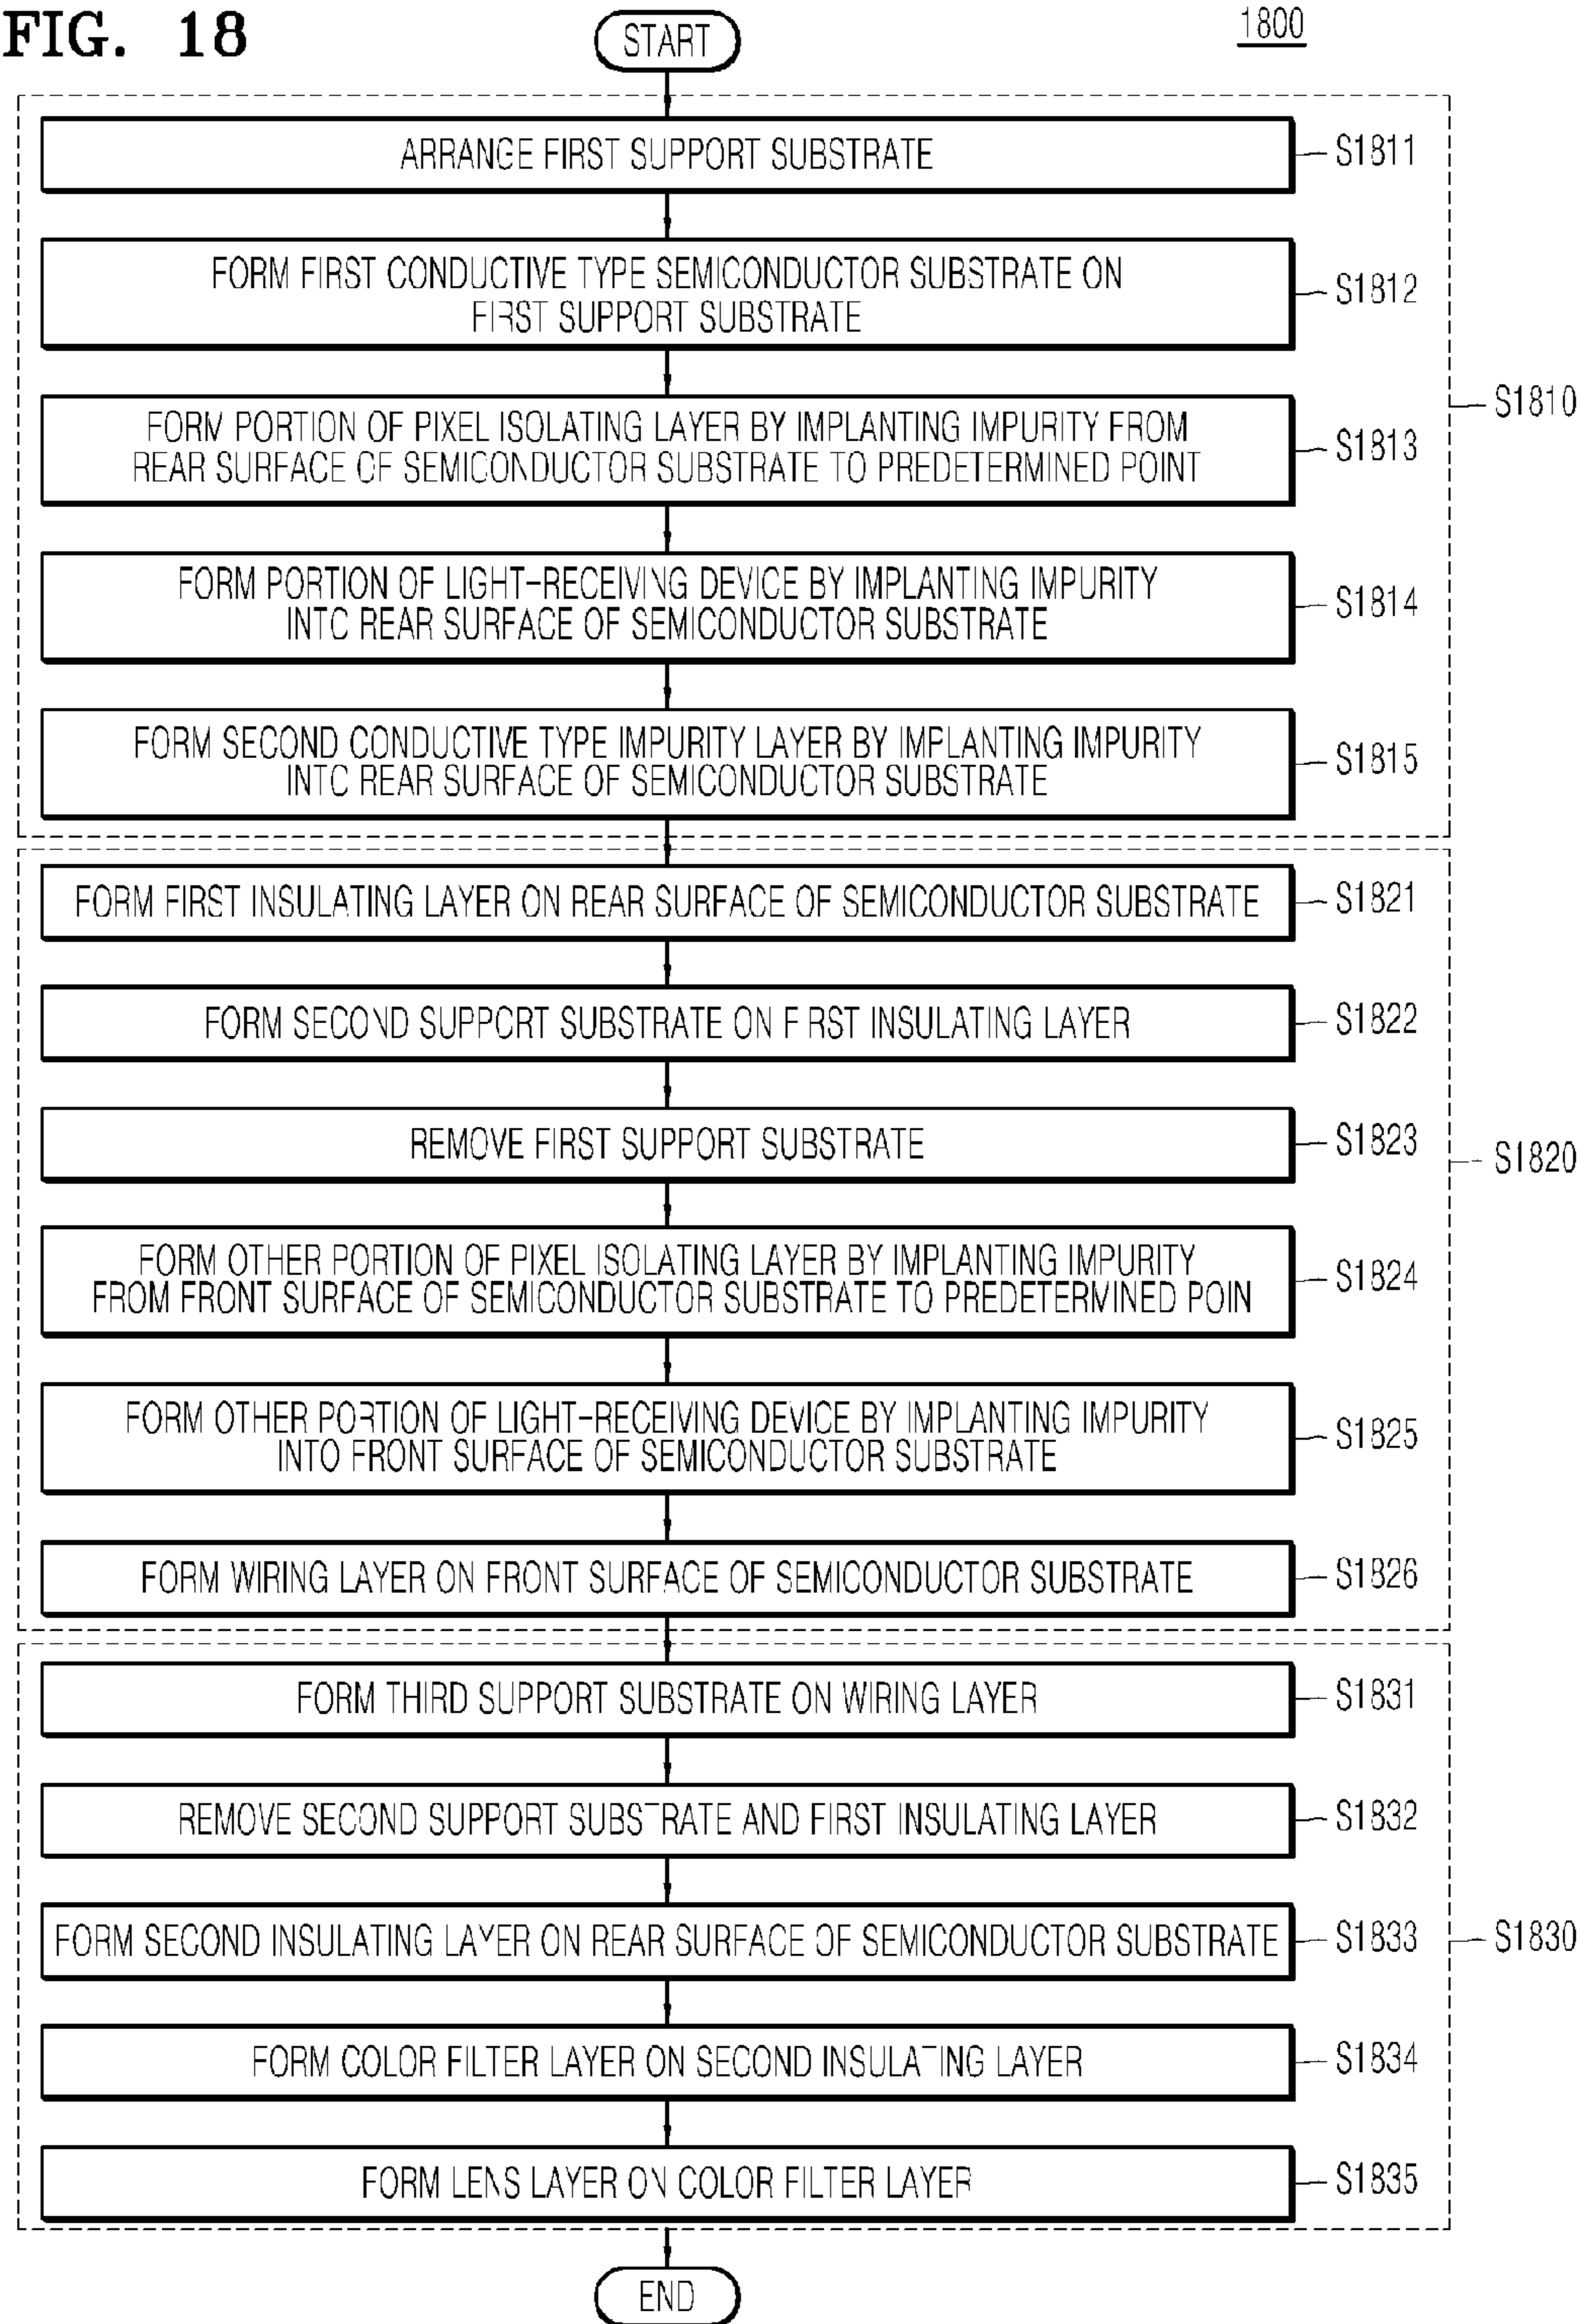 FIG. 18
START
1800
ARRANGE FIRST SUPPORT SUBSTRATE
S1811
FORM FIRST CONDUCTIVE TYPE SEMICONDUCTOR SUBSTRATE ON
FIRST SUPPORT SUBSTRATE
S1812
FORM PORTION OF PIXEL ISOLATING LAYER BY IMPLANTING IMPURITY FROM
REAR SURFACE OF SEMICONDUCTOR SUBSTRATE TO PREDETERMINED POINT
S1813
S1810
FORM PORTION OF LIGHT-RECEIVING DEVICE BY IMPLANTING IMPURITY
INTO REAR SURFACE OF SEMICONDUCTOR SUBSTRATE
S1814
FORM SECOND CONDUCTIVE TYPE IMPURITY LAYER BY IMPLANTING IMPURITY
INTO REAR SURFACE OF SEMICONDUCTOR SUBSTRATE
S1815
FORM FIRST INSULATING LAYER ON REAR SURFACE OF SEMICONDUCTOR SUBSTRATE
S1821
FORM SECOND SUPPORT SUBSTRATE ON FIRST INSULATING LAYER
S1822
REMOVE FIRST SUPPORT SUBSTRATE
S1823
S1820
FORM OTHER PORTION OF PIXEL ISOLATING LAYER BY IMPLANTING IMPURITY
FROM FRONT SURFACE OF SEMICONDUCTOR SUBSTRATE TO PREDETERMINED POIN
S1824
FORM OTHER PORTION OF LIGHT-RECEIVING DEVICE BY IMPLANTING IMPURITY
INTO FRONT SURFACE OF SEMICONDUCTOR SUBSTRATE
S1825
FORM WIRING LAYER ON FRONT SURFACE OF SEMICONDUCTOR SUBSTRATE
S1826
FORM THIRD SUPPORT SUBSTRATE ON WIRING LAYER
S1831
REMOVE SECOND SUPPORT SUBSTRATE AND FIRST INSULATING LAYER
S1832
FORM SECOND INSULATING LAYER ON REAR SURFACE OF SEMICONDUCTOR SUBSTRATE
S1833
S1830
FORM COLOR FILTER LAYER ON SECOND INSULATING LAYER
S1834
FORM LENS LAYER ON COLOR FILTER LAYER
S1835
END